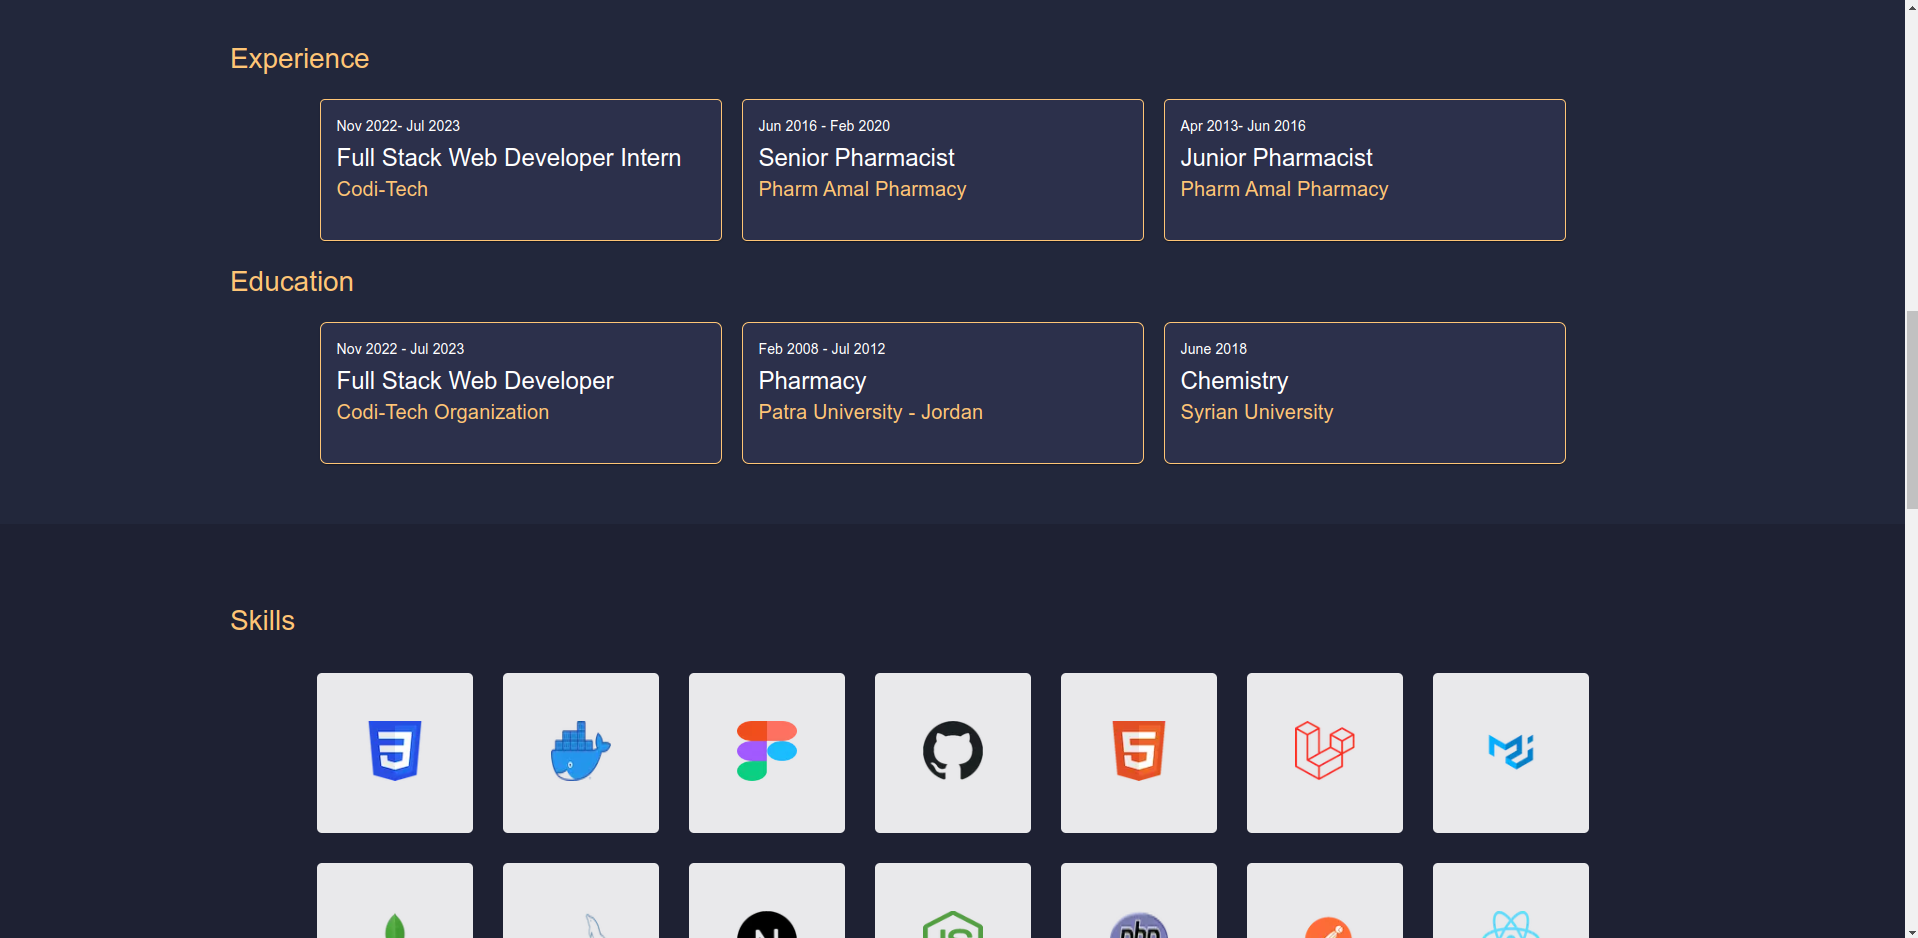 Experience
Nov 2022- Jul 2023
Full Stack Web Developer Intern
Codi-Tech
Jun 2016 - Feb 2020
Senior Pharmacist
Pharm Amal Pharmacy
Apr 2013- Jun 2016
Junior Pharmacist
Pharm Amal Pharmacy
Education
Nov 2022 - Jul 2023
Full Stack Web Developer
Codi-Tech Organization
Feb 2008 - Jul 2012
Pharmacy
Patra University - Jordan
June 2018
Chemistry
Syrian University
Skills
N
JS
php